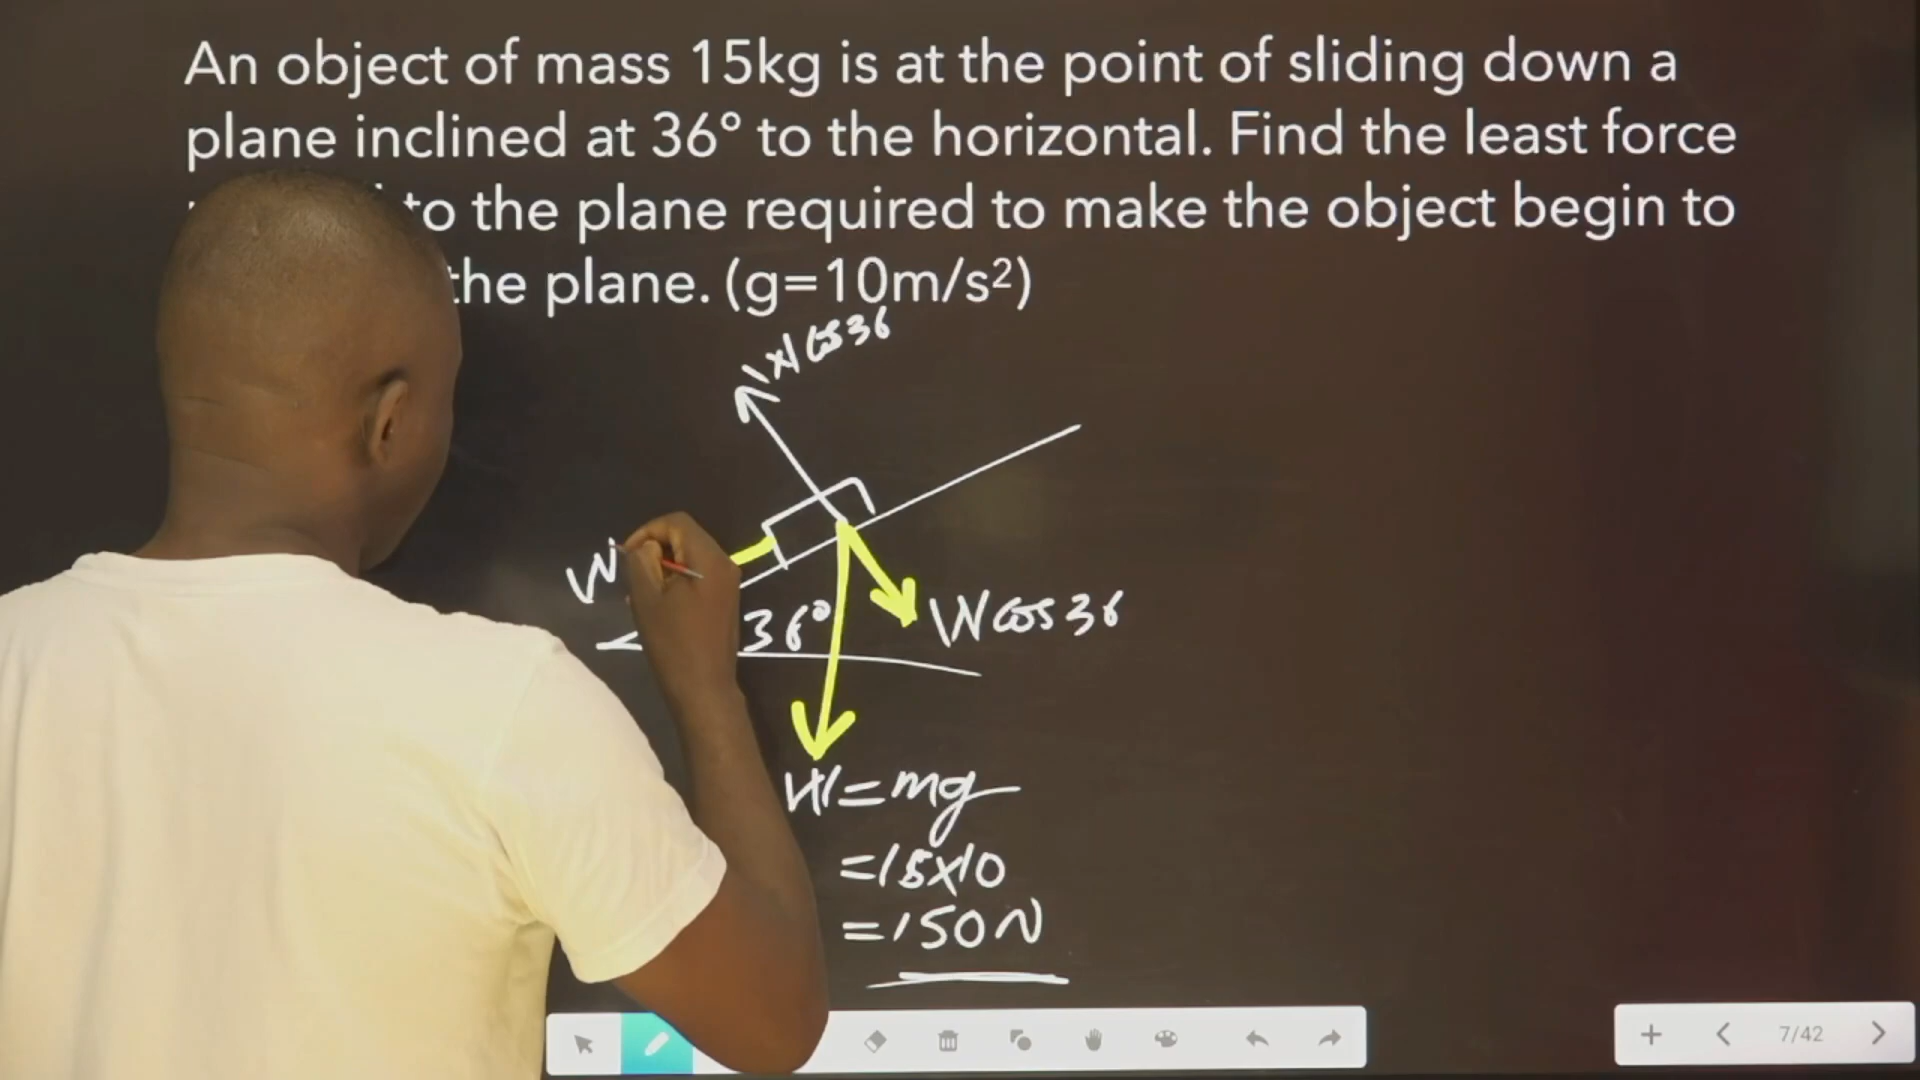 An object of mass 15kg is at the point of sliding down a
plane inclined at 36° to the horizontal. Find the least force
to the plane required to make the object begin to
the plane. (g=10m/s²)
W cos 36
W
36°
W cos 36
W = mg
= 15x10
= 150N
7/42